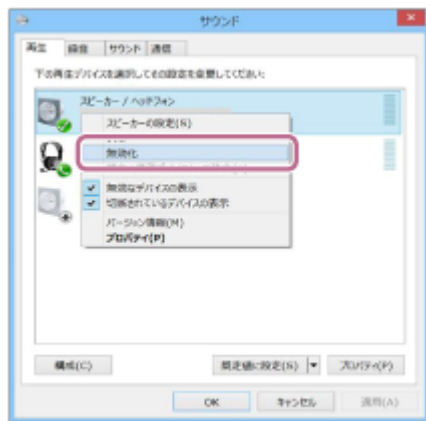 サウンド
再生 録音 サウンド 通信
下の再生デバイスを選択してその設定を変更してください:
スピーカー / ヘッドフォン
スピーカーの設定(S)
無効化
無効なデバイスの表示
切断されているデバイスの表示
バージョン情報(M)
プロパティ(P)
構成(C) 既定値に設定(S) プロパティ(P)
OK キャンセル 適用(A)